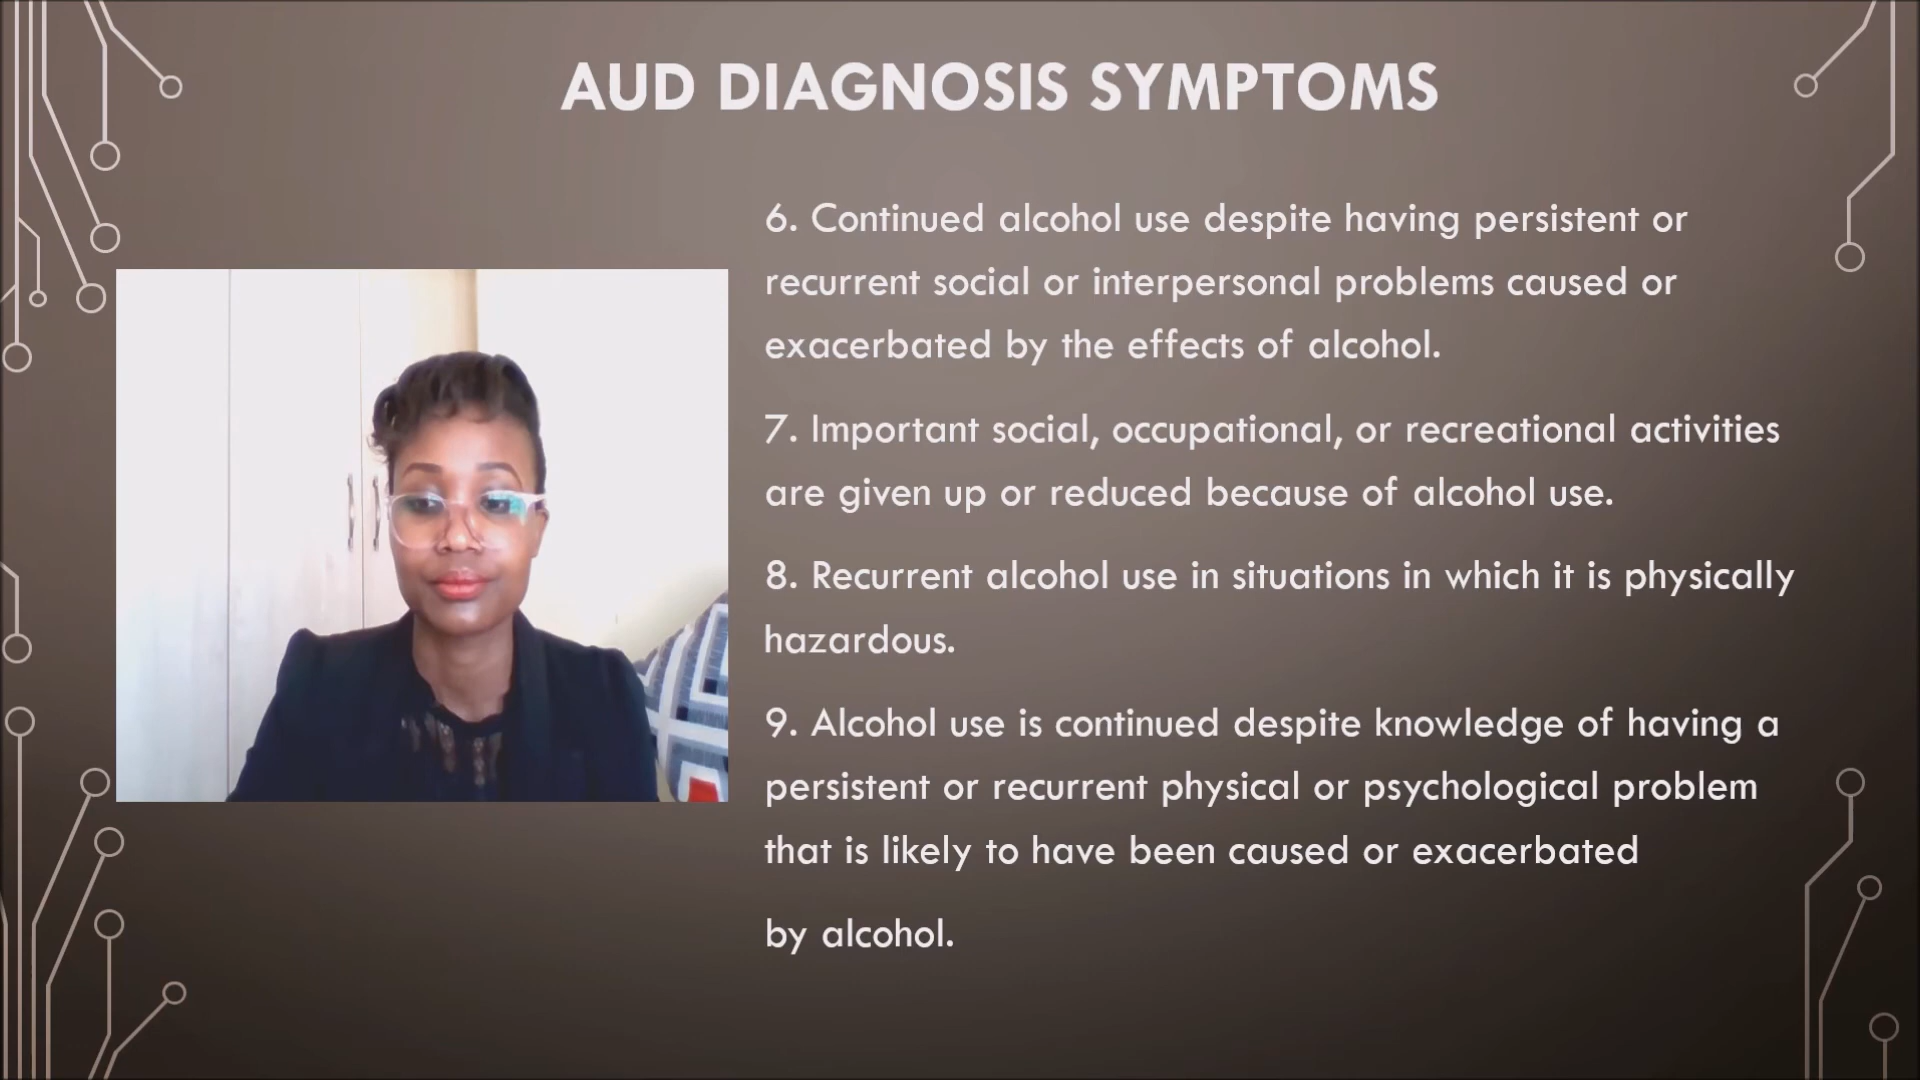 AUD DIAGNOSIS SYMPTOMS
6. Continued alcohol use despite having persistent or
recurrent social or interpersonal problems caused or
exacerbated by the effects of alcohol.
7. Important social, occupational, or recreational activities
are given up or reduced because of alcohol use.
8. Recurrent alcohol use in situations in which it is physically
hazardous.
9. Alcohol use is continued despite knowledge of having a
persistent or recurrent physical or psychological problem
that is likely to have been caused or exacerbated
by alcohol.